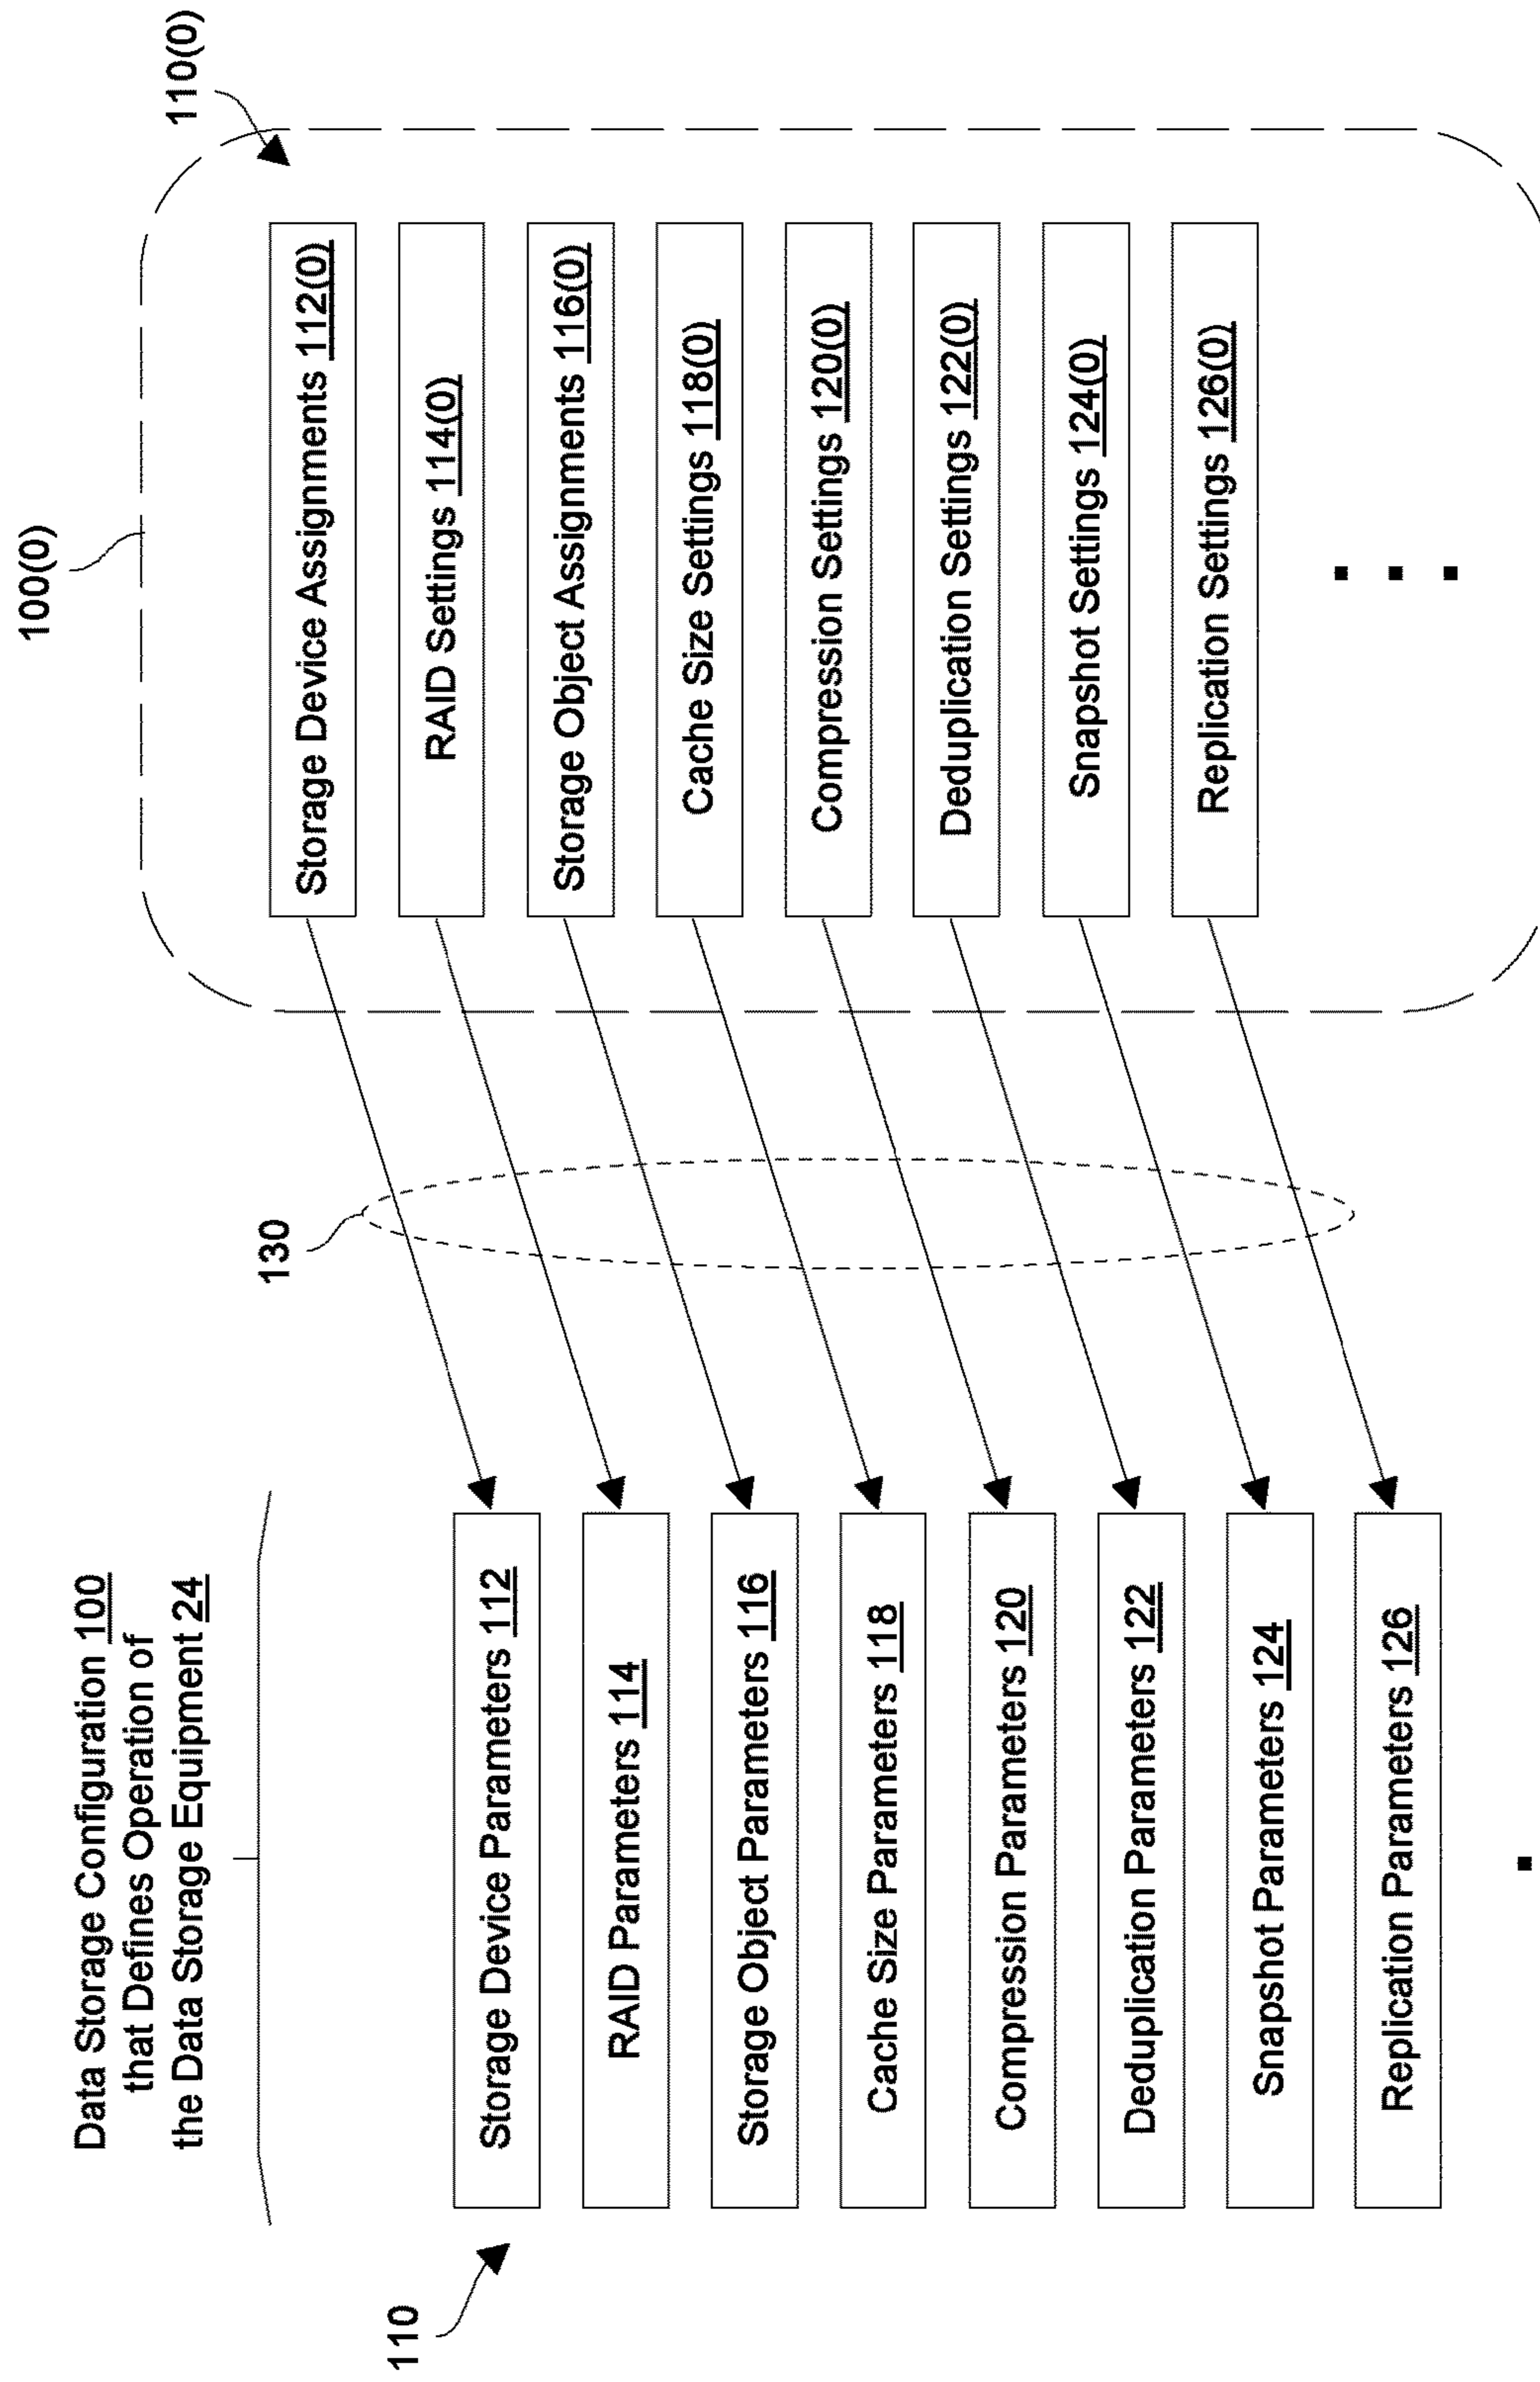 Data Storage Configuration 100
that Defines Operation of
the Data Storage Equipment 24
110
Storage Device Parameters 112
RAID Parameters 114
Storage Object Parameters 116
Cache Size Parameters 118
Compression Parameters 120
Deduplication Parameters 122
Snapshot Parameters 124
Replication Parameters 126
130
100(0)
110(0)
Storage Device Assignments 112(0)
RAID Settings 114(0)
Storage Object Assignments 116(0)
Cache Size Settings 118(0)
Compression Settings 120(0)
Deduplication Settings 122(0)
Snapshot Settings 124(0)
Replication Settings 126(0)